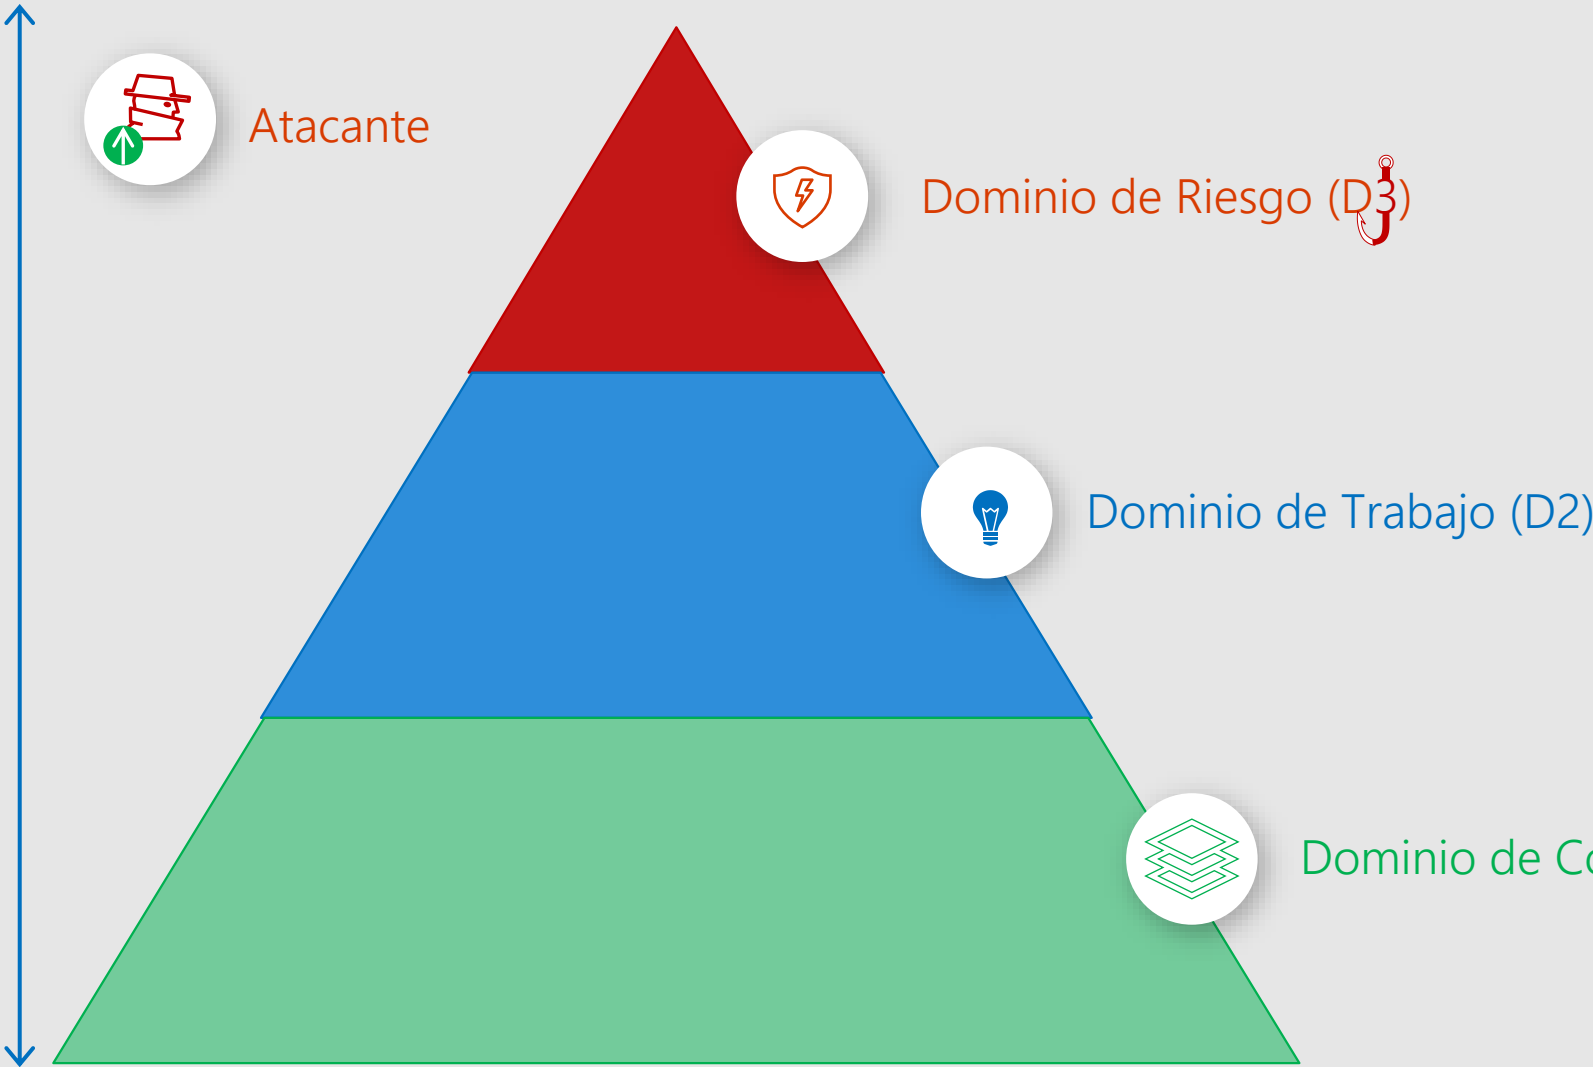 Atacante
Dominio de Riesgo (D3)
Dominio de Trabajo (D2)
Dominio de